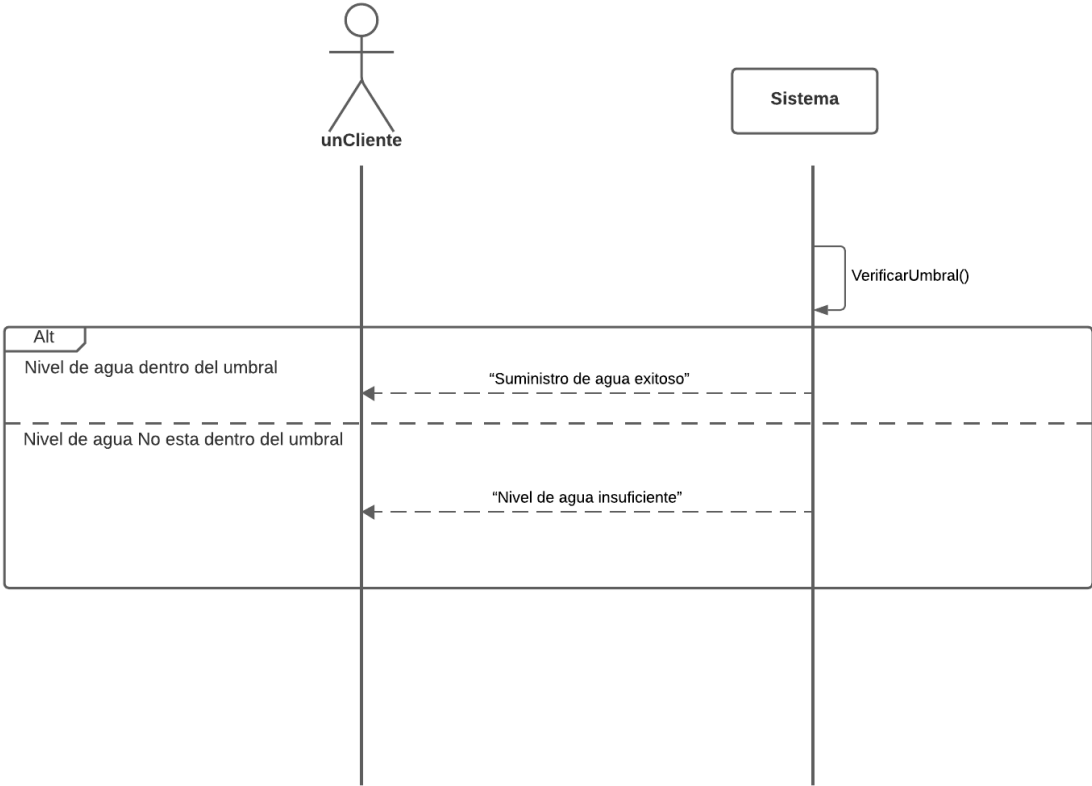 unCliente
Sistema
VerificarUmbral()
Alt
Nivel de agua dentro del umbral
“Suministro de agua exitoso”
Nivel de agua No esta dentro del umbral
“Nivel de agua insuficiente”